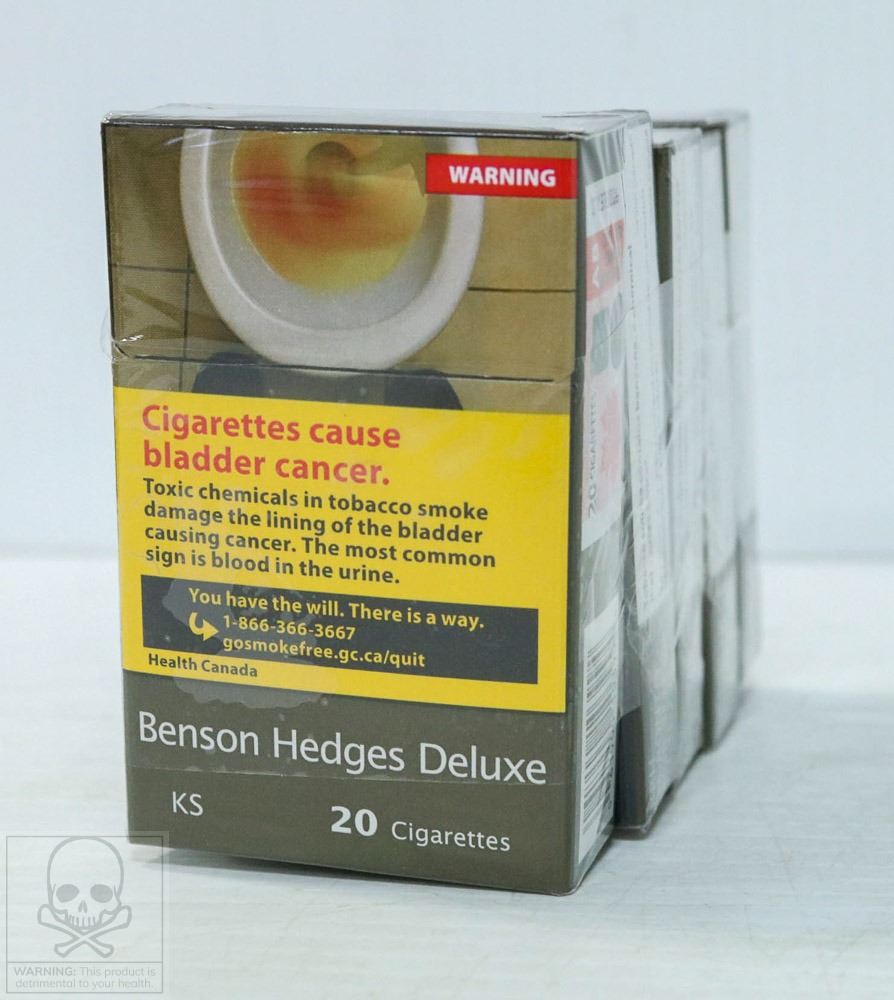 WARNING
Cigarettes cause
bladder cancer.
Toxic chemicals in tobacco smoke
damage the lining of the bladder
causing cancer. The most common
sign is blood in the urine.
You have the will. There is a way.
1-866-366-3667
gosmokefree.gc.ca/quit
Health Canada
Benson Hedges Deluxe
KS
20 Cigarettes
20 CIGARETTES
WARNING: This product is
detrimental to your health.